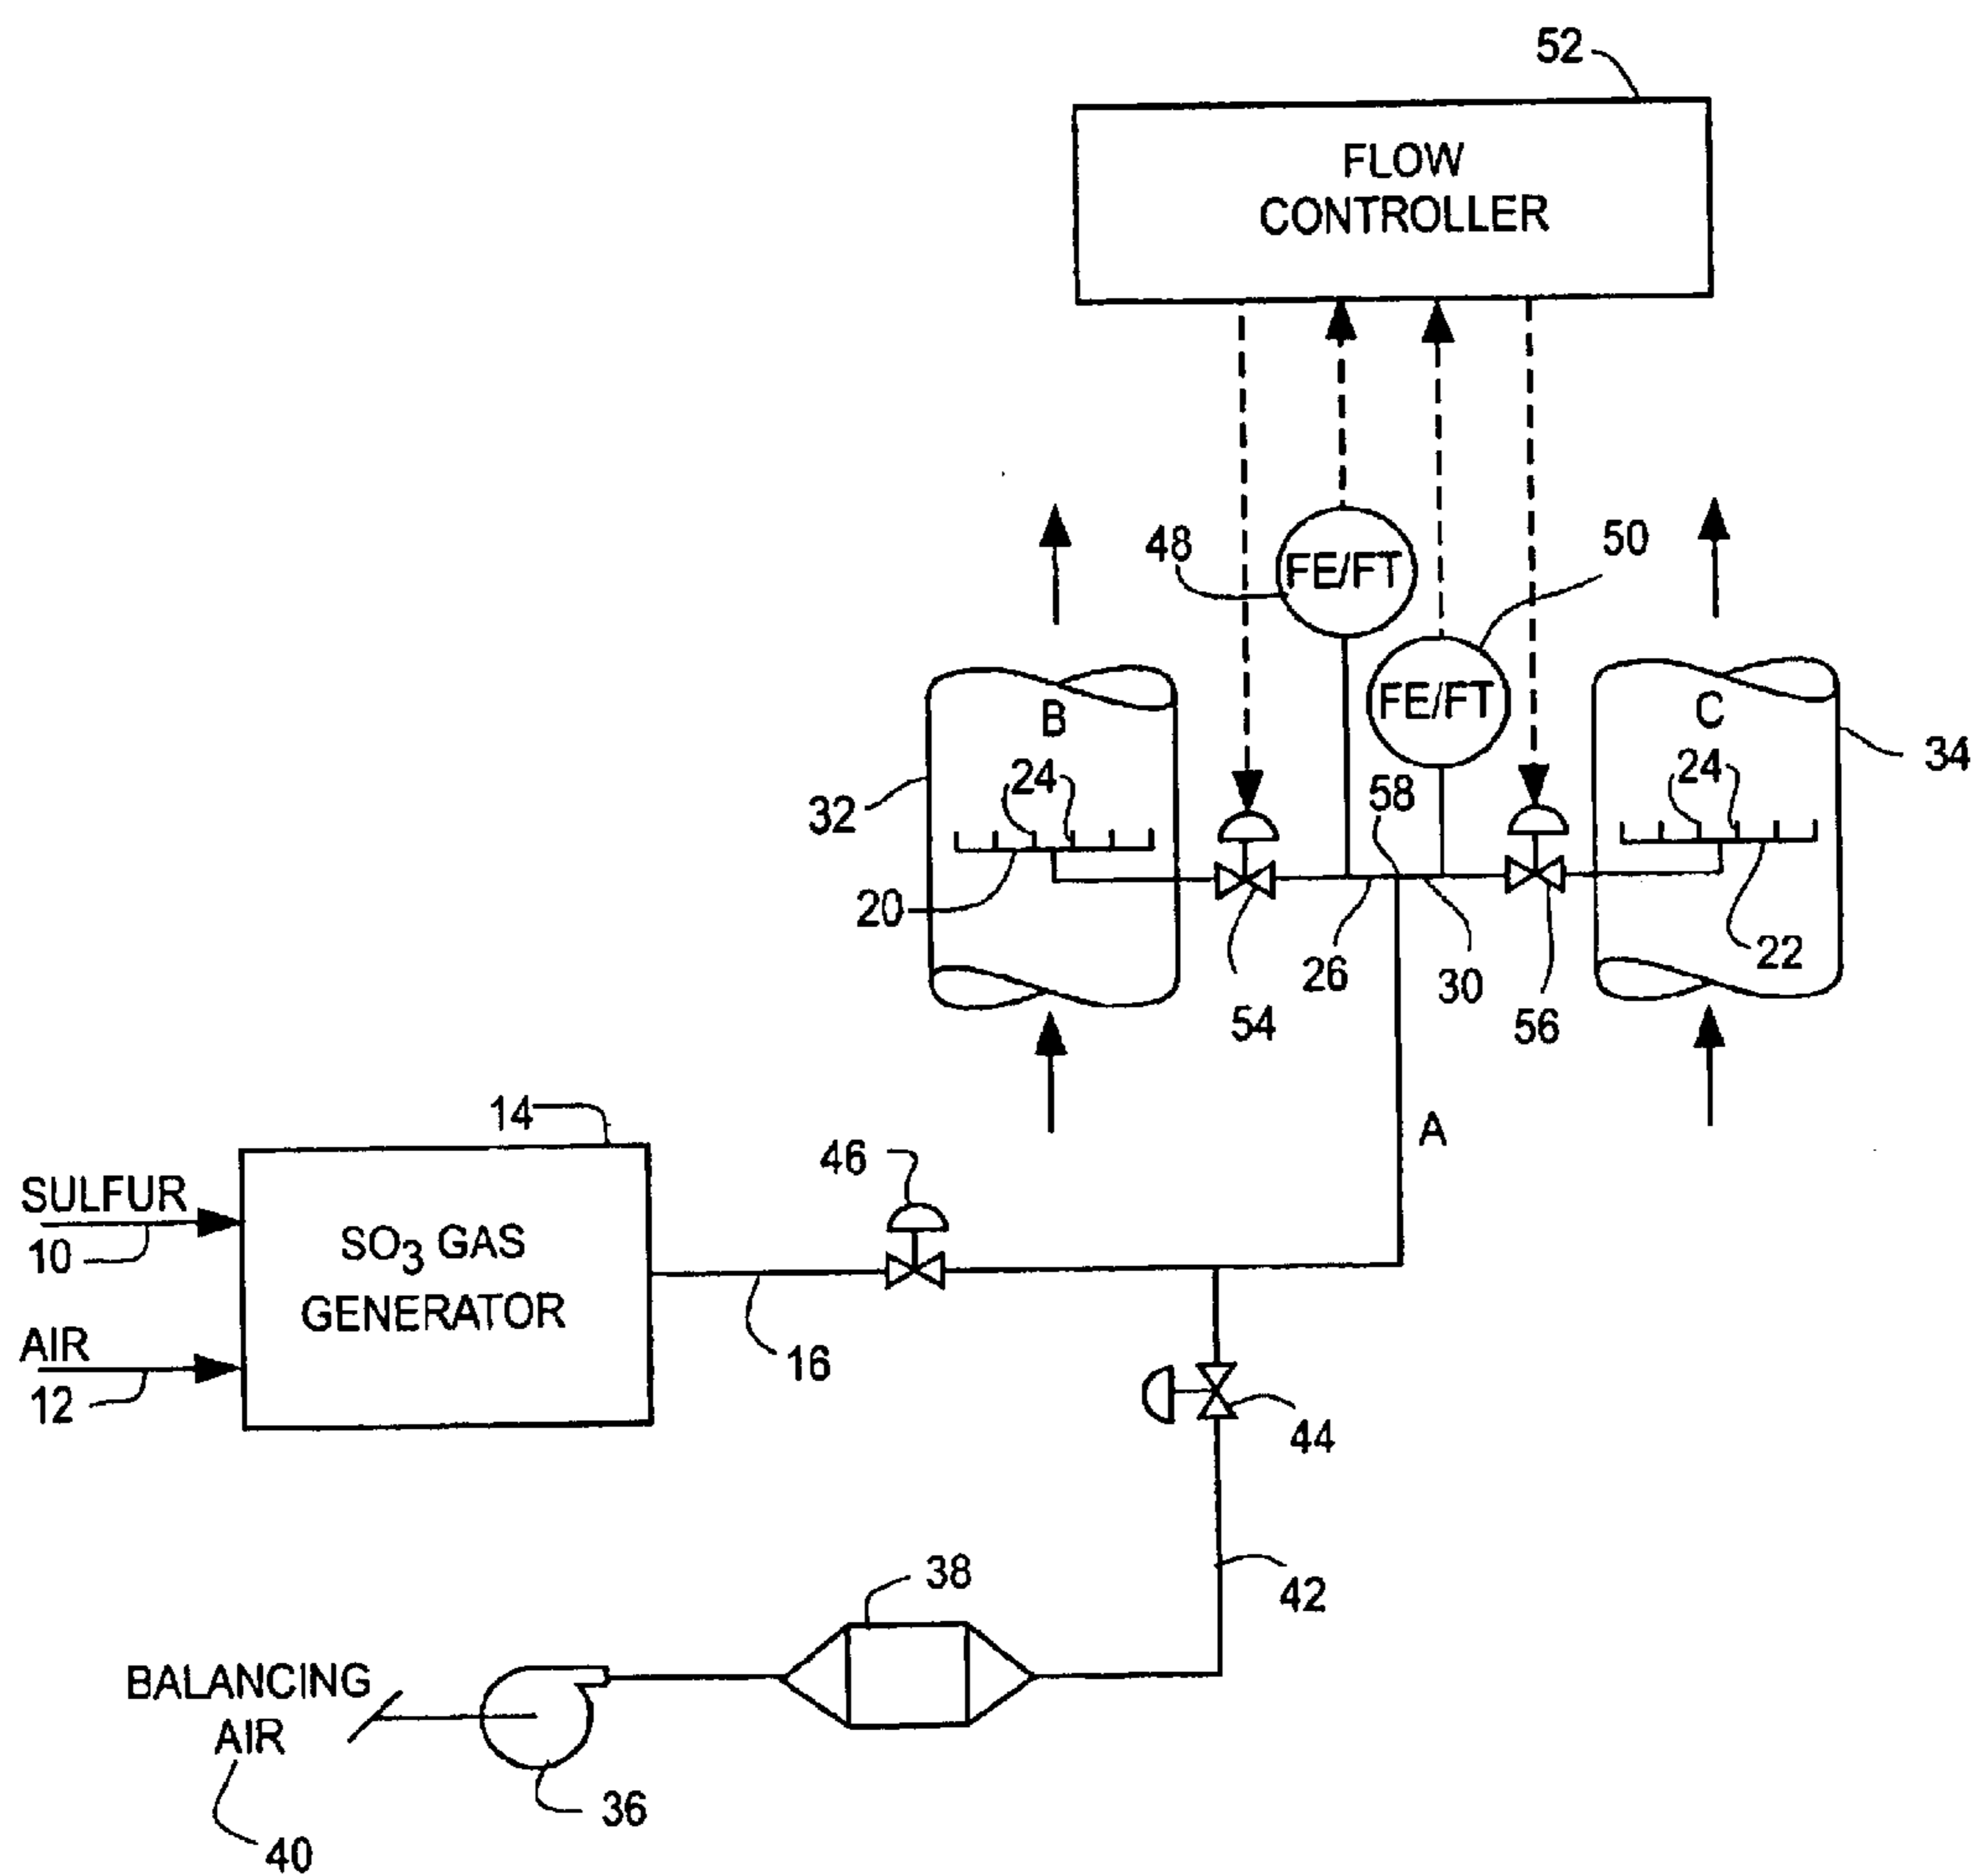 52
FLOW
CONTROLLER
48
FE/FT
50
FE/FT
B
C
24
58
24
34
32
20
26
30
22
54
56
14
A
46
SULFUR
10
SO3 GAS
GENERATOR
AIR
12
16
44
38
42
BALANCING
AIR
36
40